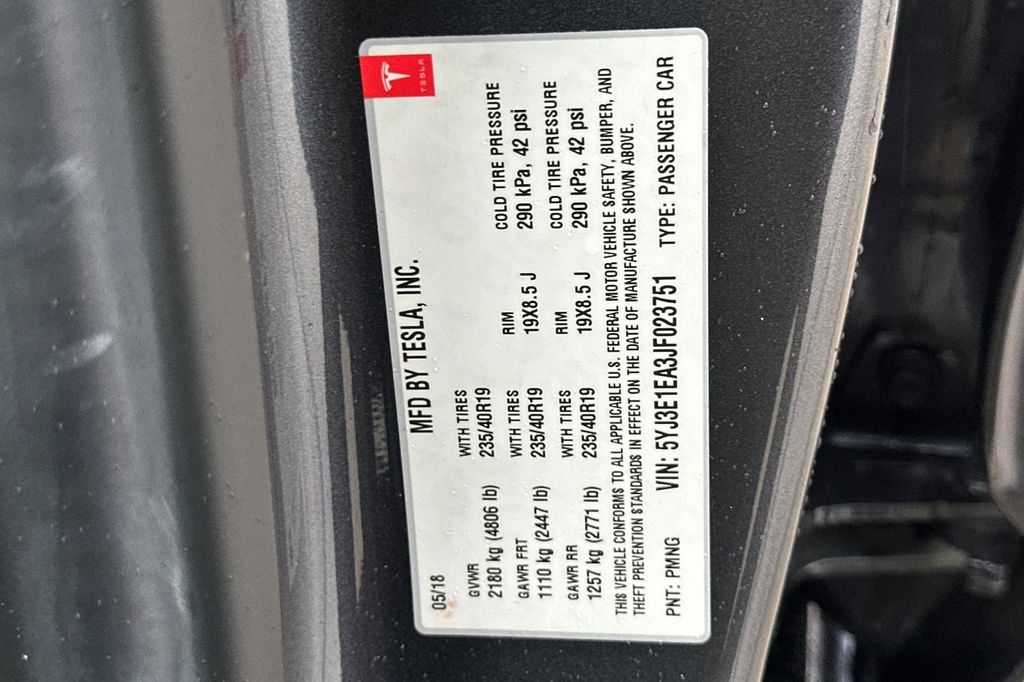 TESLA
MFD BY TESLA, INC.
05/18
GVWR WITH TIRES RIM COLD TIRE PRESSURE
2180 kg (4806 lb) 235/40R19 19X8.5 J 290 kPa, 42 psi
GAWR FRT WITH TIRES RIM COLD TIRE PRESSURE
1110 kg (2447 lb) 235/40R19 19X8.5 J 290 kPa, 42 psi
GAWR RR WITH TIRES
1257 kg (2771 lb) 235/40R19
THIS VEHICLE CONFORMS TO ALL APPLICABLE U.S. FEDERAL MOTOR VEHICLE SAFETY, BUMPER, AND
THEFT PREVENTION STANDARDS IN EFFECT ON THE DATE OF MANUFACTURE SHOWN ABOVE.
PNT: PMNG VIN: 5YJ3E1EA3JF023751 TYPE: PASSENGER CAR